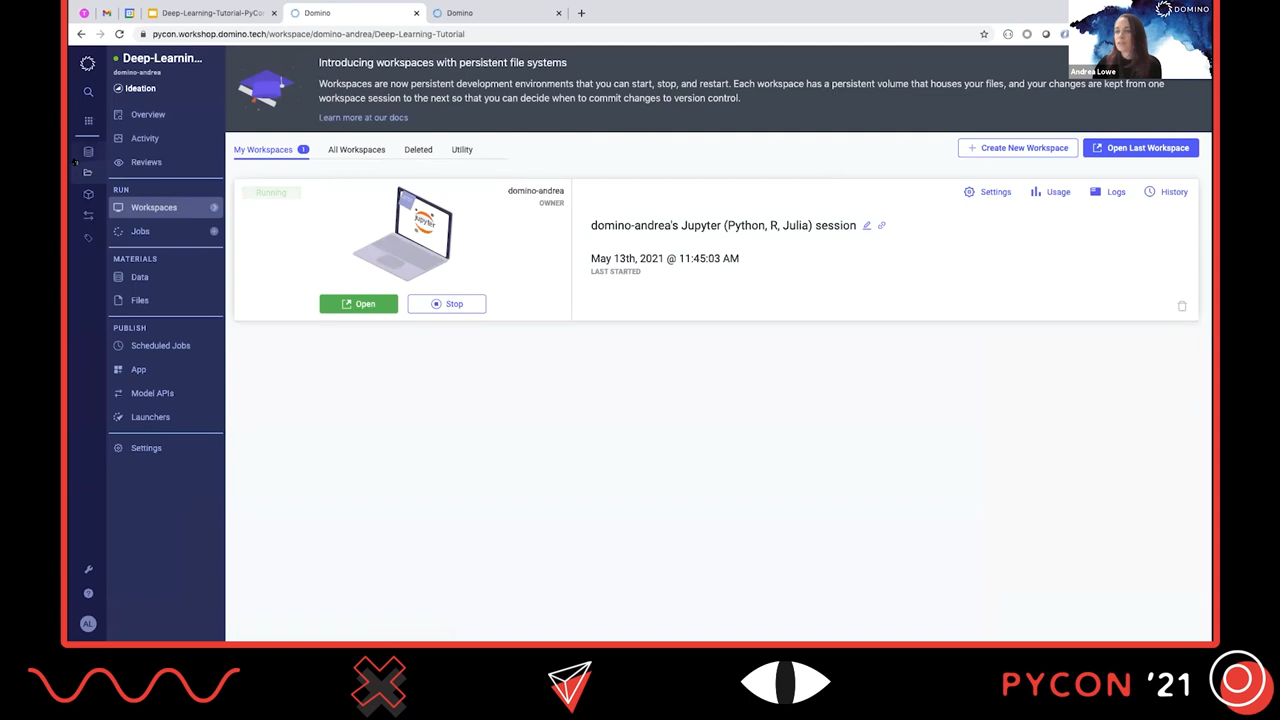 Deep-Learning-Tutorial-PyCon
Domino
Domino
pycon.workshop.domino.tech/workspace/domino-andrea/Deep-Learning-Tutorial
DOMINO
Andrea Lowe
Deep-Learnin...
domino-andrea
Ideation
Overview
Activity
Reviews
RUN
Workspaces
Jobs
MATERIALS
Data
Files
PUBLISH
Scheduled Jobs
App
Model APIs
Launchers
Settings
AL
Introducing workspaces with persistent file systems
Workspaces are now persistent development environments that you can start, stop, and restart. Each workspace has a persistent volume that houses your files, and your changes are kept from one
workspace session to the next so that you can decide when to commit changes to version control.
Learn more at our docs
My Workspaces 1 All Workspaces Deleted Utility
Create New Workspace
Open Last Workspace
Running
jupyter
domino-andrea
OWNER
Open
Stop
Settings Usage Logs History
domino-andrea's Jupyter (Python, R, Julia) session
May 13th, 2021 @ 11:45:03 AM
LAST STARTED
PYCON '21